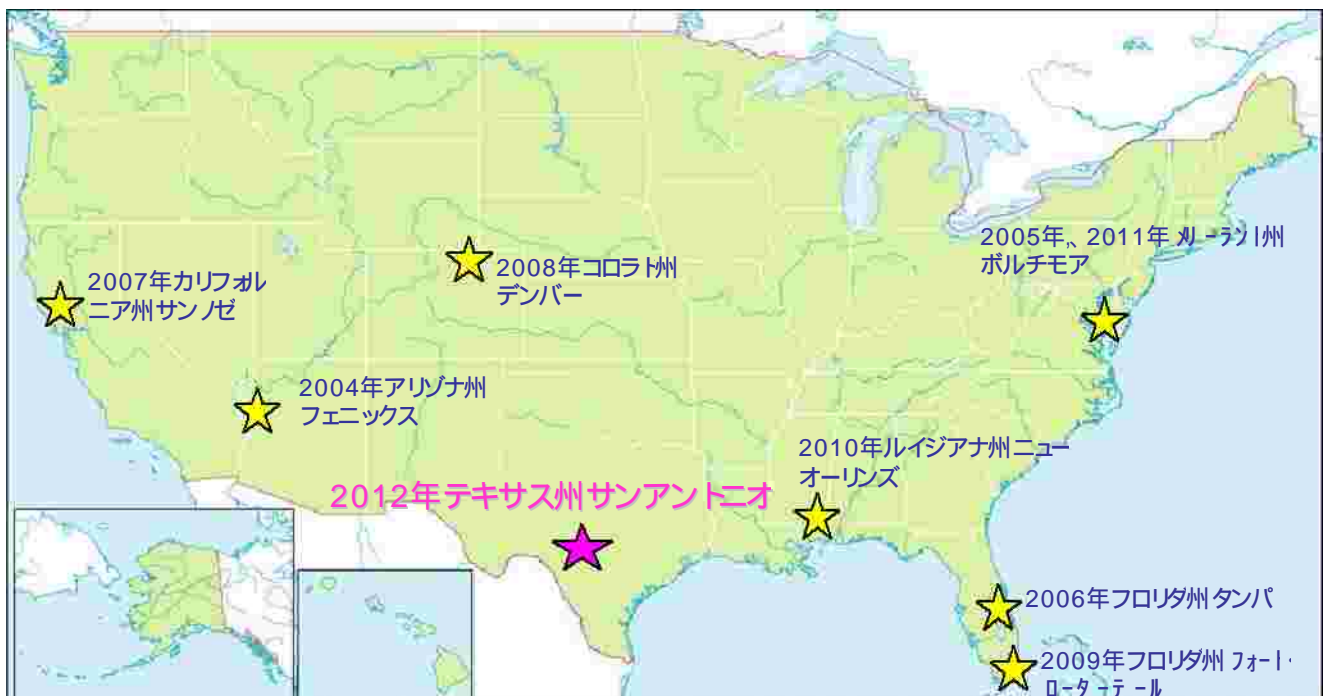 2005年、2011年 メリーランド州
ボルチモア
2007年カリフォル
ニア州サンノゼ
2008年コロラド州
デンバー
2004年アリゾナ州
フェニックス
2010年ルイジアナ州ニュー
オーリンズ
2012年テキサス州サンアントニオ
2006年フロリダ州 タンパ
2009年フロリダ州 フォート・
ローダーデール